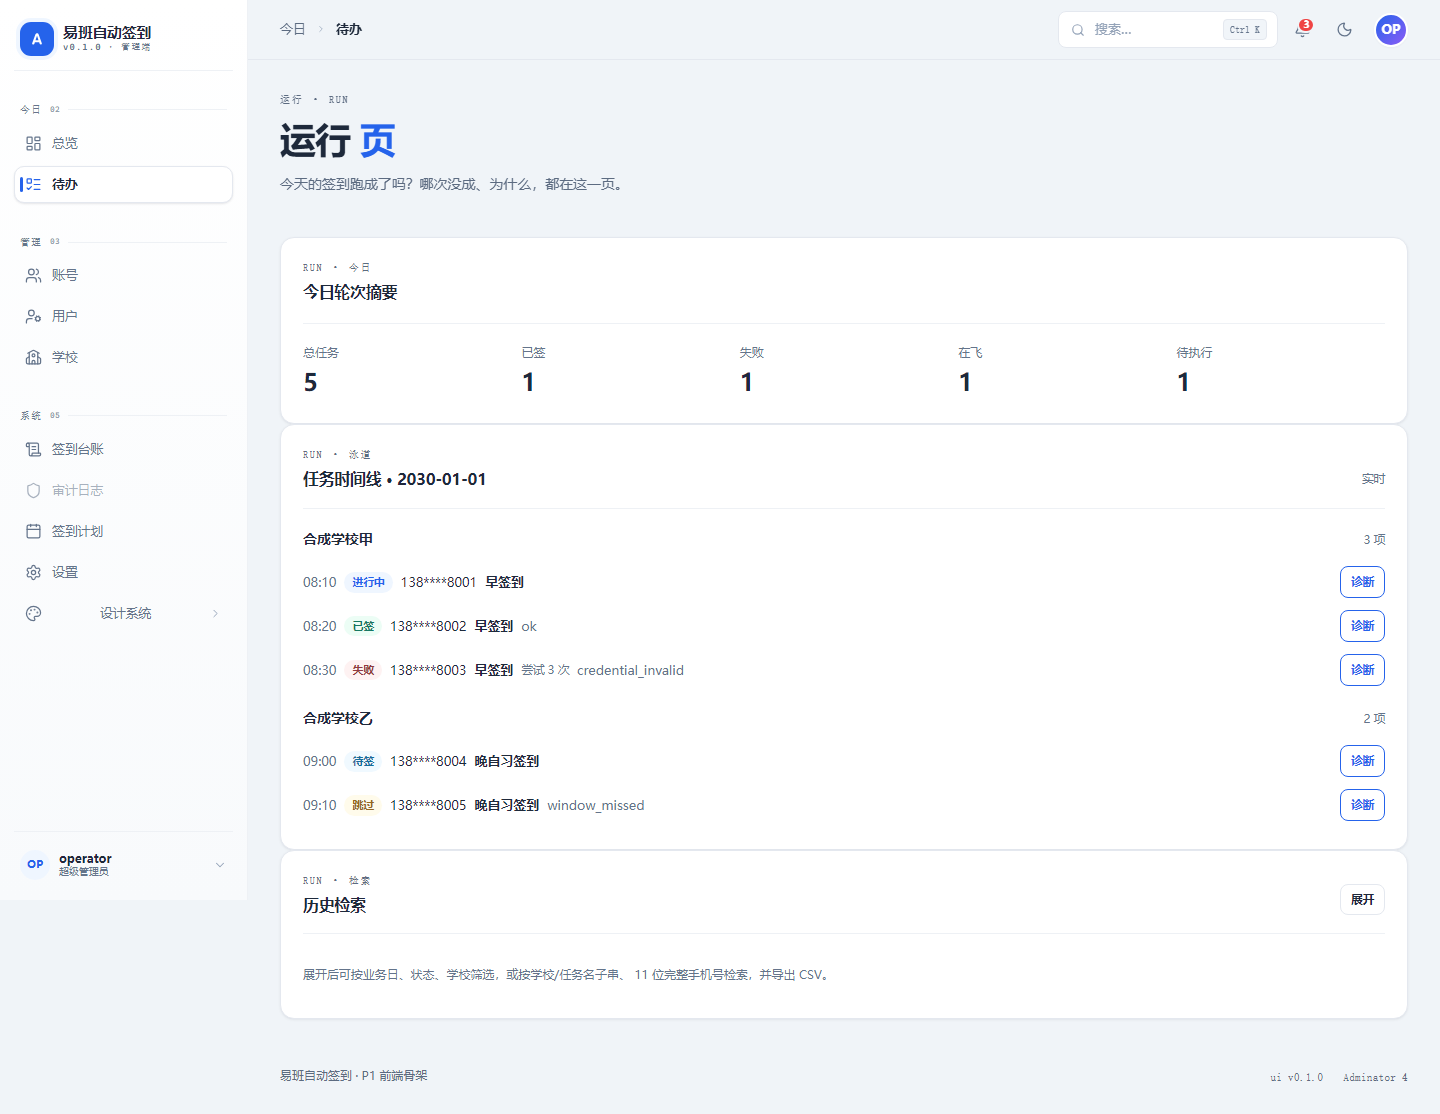 A
易班自动签到
v0.1.0 · 管理端
今日 02
总览
待办
管理 03
账号
用户
学校
系统 05
签到台账
审计日志
签到计划
设置
设计系统
OP
operator
超级管理员
今日
待办
搜索...
Ctrl K
3
OP
运行 • RUN
运行 页
今天的签到跑成了吗？哪次没成、为什么，都在这一页。
RUN • 今日
今日轮次摘要
总任务 已签 失败 在飞 待执行
5 1 1 1 1
RUN • 泳道
任务时间线 • 2030-01-01
实时
合成学校甲 3 项
08:10 进行中 138****8001 早签到 诊断
08:20 已签 138****8002 早签到 ok 诊断
08:30 失败 138****8003 早签到 尝试 3 次 credential_invalid 诊断
合成学校乙 2 项
09:00 待签 138****8004 晚自习签到 诊断
09:10 跳过 138****8005 晚自习签到 window_missed 诊断
RUN • 检索
历史检索
展开
展开后可按业务日、状态、学校筛选，或按学校/任务名子串、 11 位完整手机号检索，并导出 CSV。
易班自动签到 · P1 前端骨架
ui v0.1.0 Adminator 4